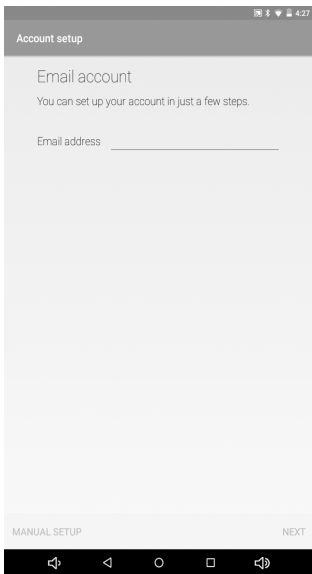 4:27
Account setup
Email account
You can set up your account in just a few steps.
Email address
MANUAL SETUP
NEXT